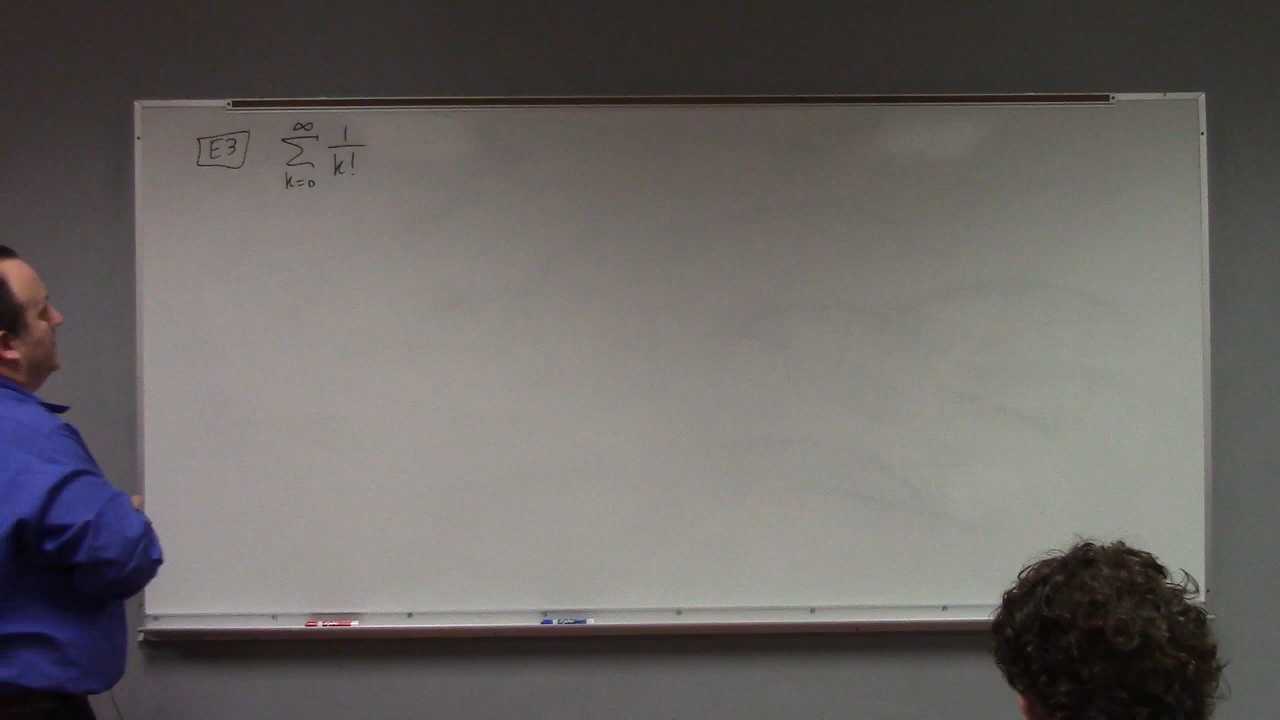 E3 ∞ ∑ k=0 1/k!